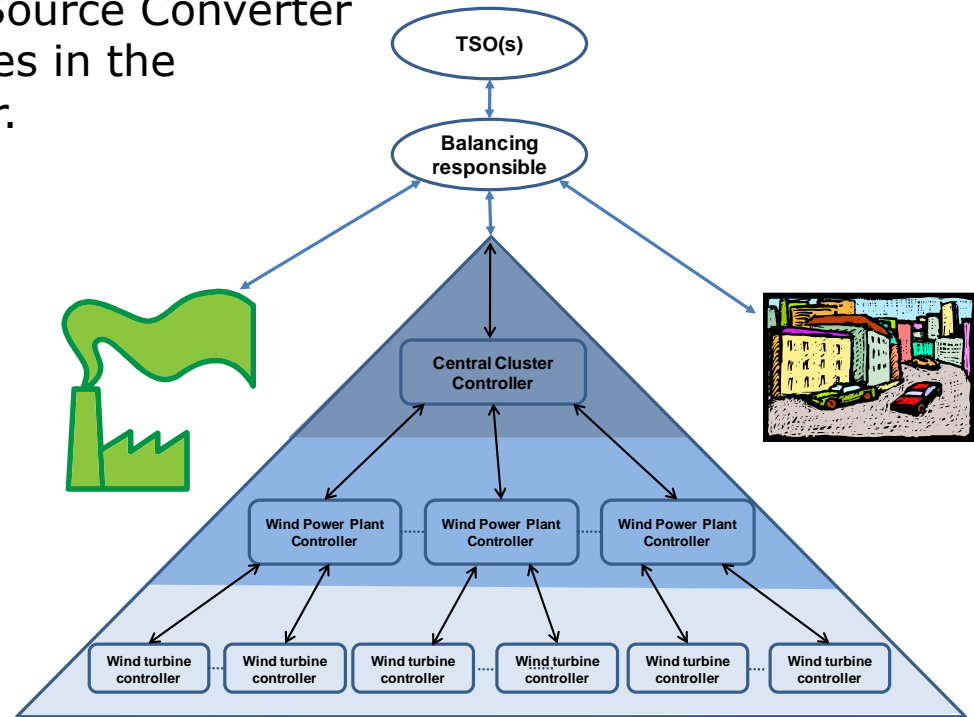 Source Converter
es in the
r.
TSO(s)
Balancing
responsible
Central Cluster
Controller
Wind Power Plant
Controller
Wind Power Plant
Controller
Wind Power Plant
Controller
Wind turbine
controller
Wind turbine
controller
Wind turbine
controller
Wind turbine
controller
Wind turbine
controller
Wind turbine
controller